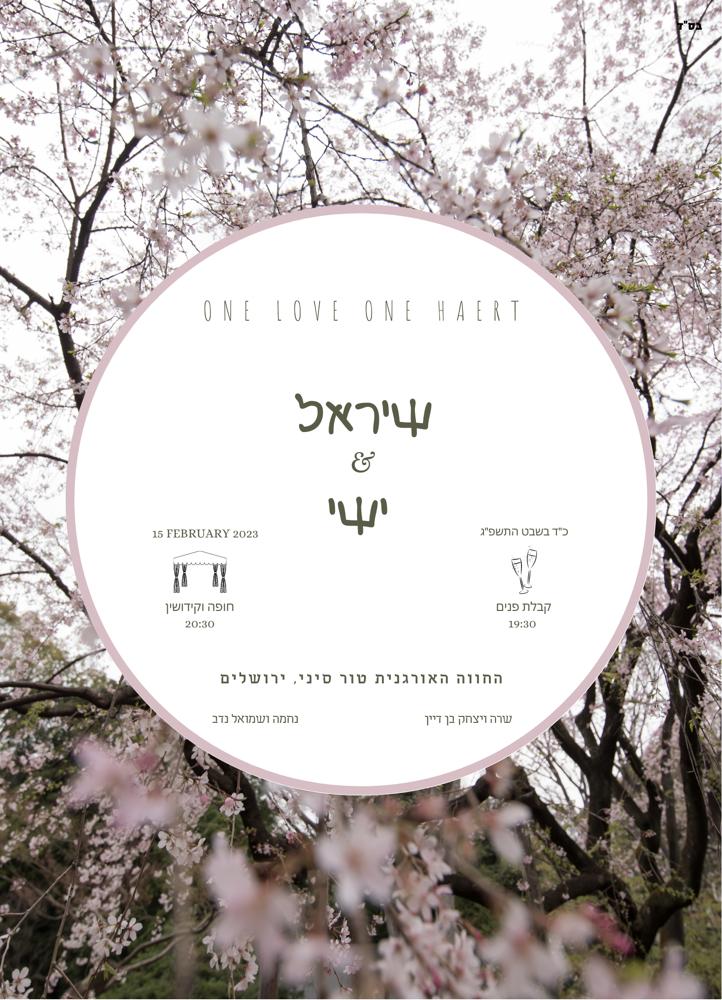 בס"ד
ONE LOVE ONE HAERT
שיראל
&
ישי
כ"ד בשבט התשפ"ג
15 FEBRUARY 2023
קבלת פנים
19:30
חופה וקידושין
20:30
החווה האורגנית טור סיני, ירושלים
שרה ויצחק בן דיין
נחמה ושמואל נדב